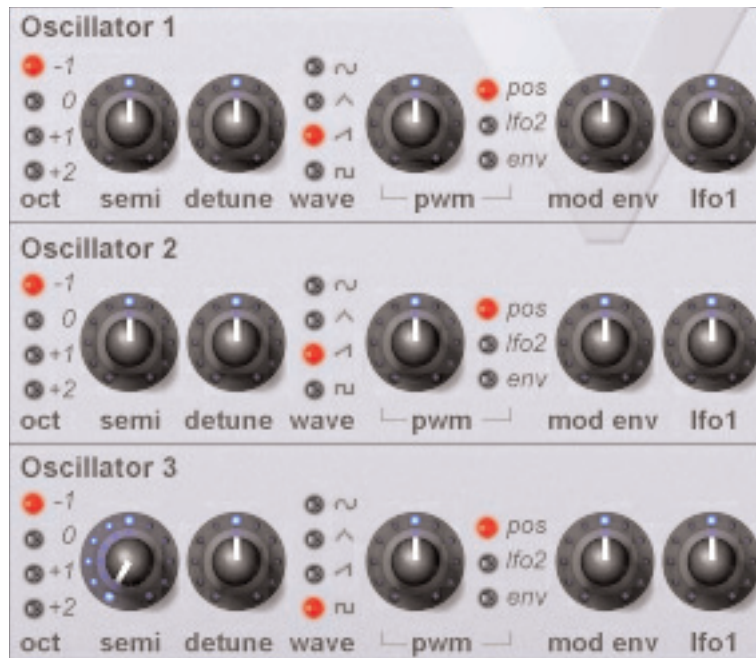 Oscillator 1
-1
0
+1
+2
pos
lfo2
env
oct semi detune wave pwm mod env lfo1
Oscillator 2
-1
0
+1
+2
pos
lfo2
env
oct semi detune wave pwm mod env lfo1
Oscillator 3
-1
0
+1
+2
pos
lfo2
env
oct semi detune wave pwm mod env lfo1